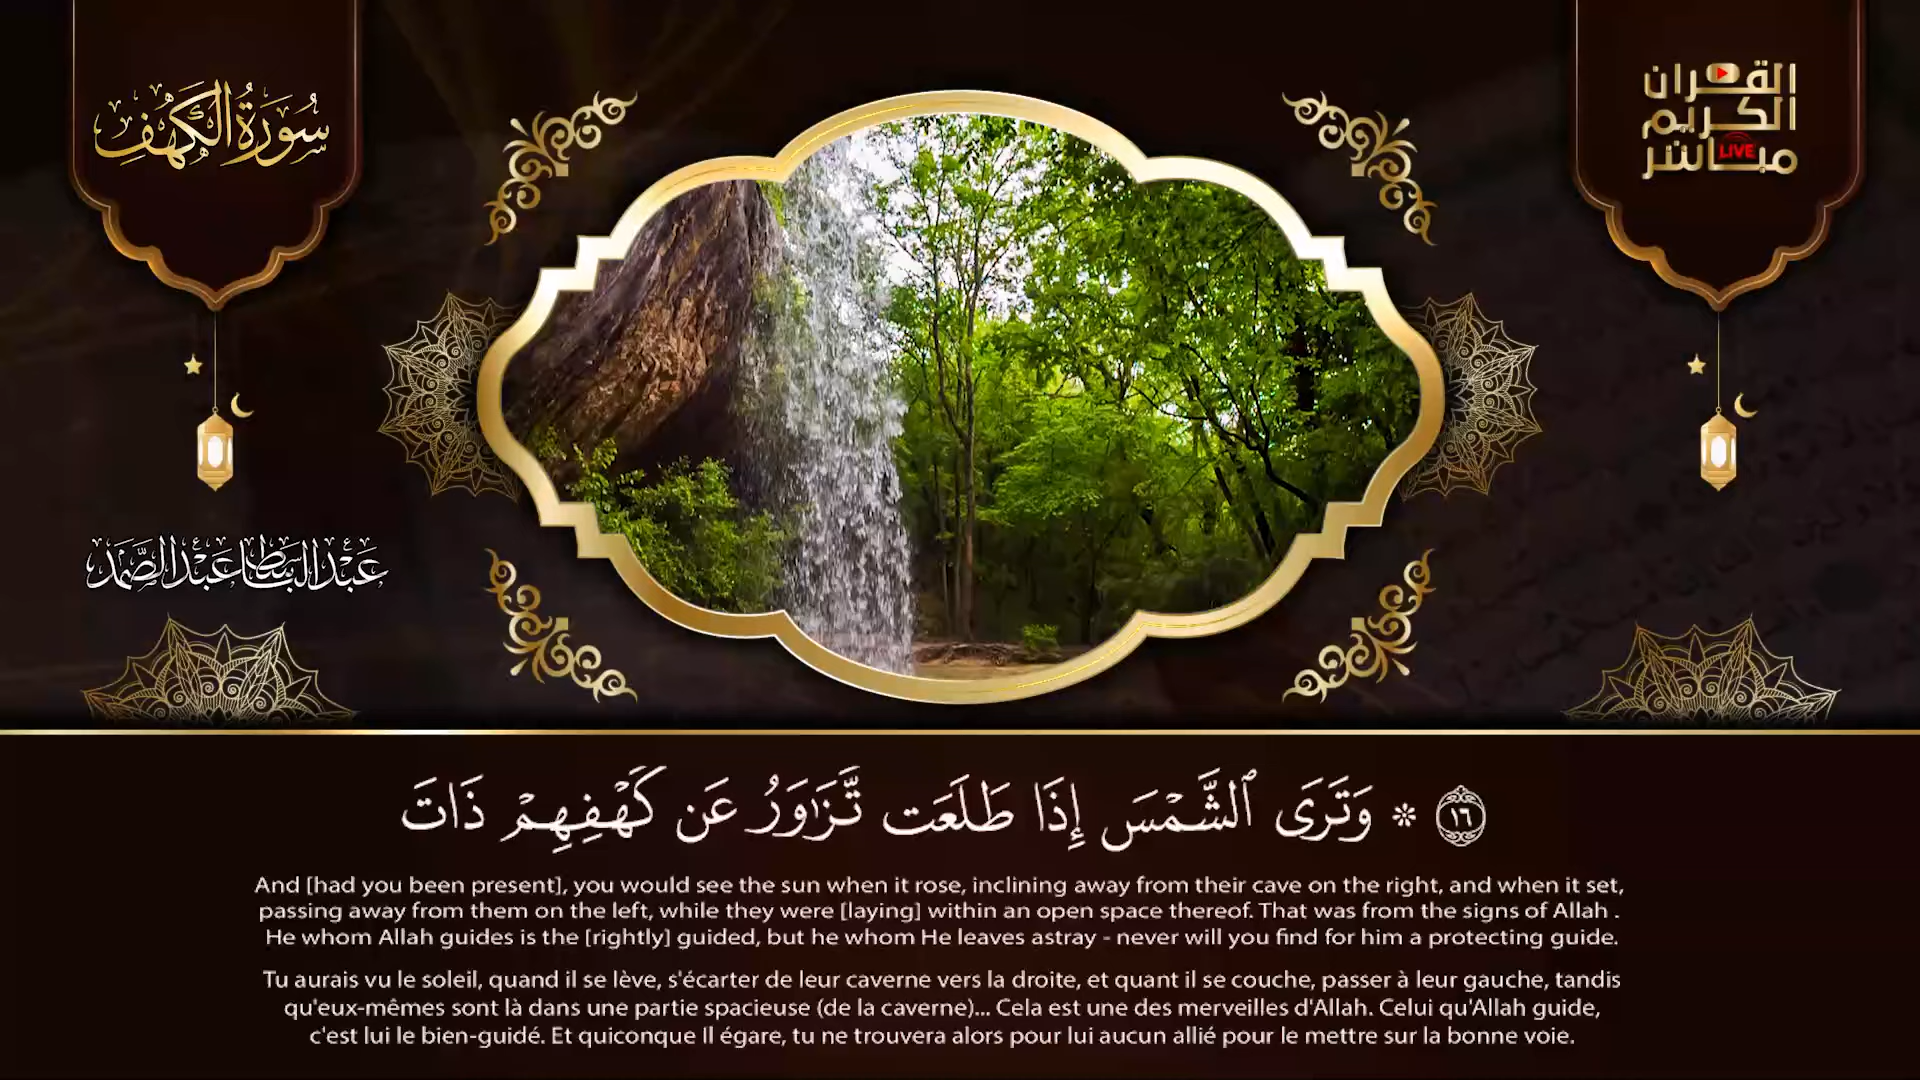 سُورَةُ الكَهْفِ
القرآن
الكريم
مباشر
LIVE
عَبْدُ الْبَاسِطْ عَبْدُ الصَّمَدْ
١٦ * وَتَرَى ٱلشَّمْسَ إِذَا طَلَعَت تَّزَٰوَرُ عَن كَهْفِهِمْ ذَاتَ
And [had you been present], you would see the sun when it rose, inclining away from their cave on the right, and when it set,
passing away from them on the left, while they were [laying] within an open space thereof. That was from the signs of Allah .
He whom Allah guides is the [rightly] guided, but he whom He leaves astray - never will you find for him a protecting guide.
Tu aurais vu le soleil, quand il se lève, s'écarter de leur caverne vers la droite, et quant il se couche, passer à leur gauche, tandis
qu'eux-mêmes sont là dans une partie spacieuse (de la caverne)... Cela est une des merveilles d'Allah. Celui qu'Allah guide,
c'est lui le bien-guidé. Et quiconque Il égare, tu ne trouvera alors pour lui aucun allié pour le mettre sur la bonne voie.